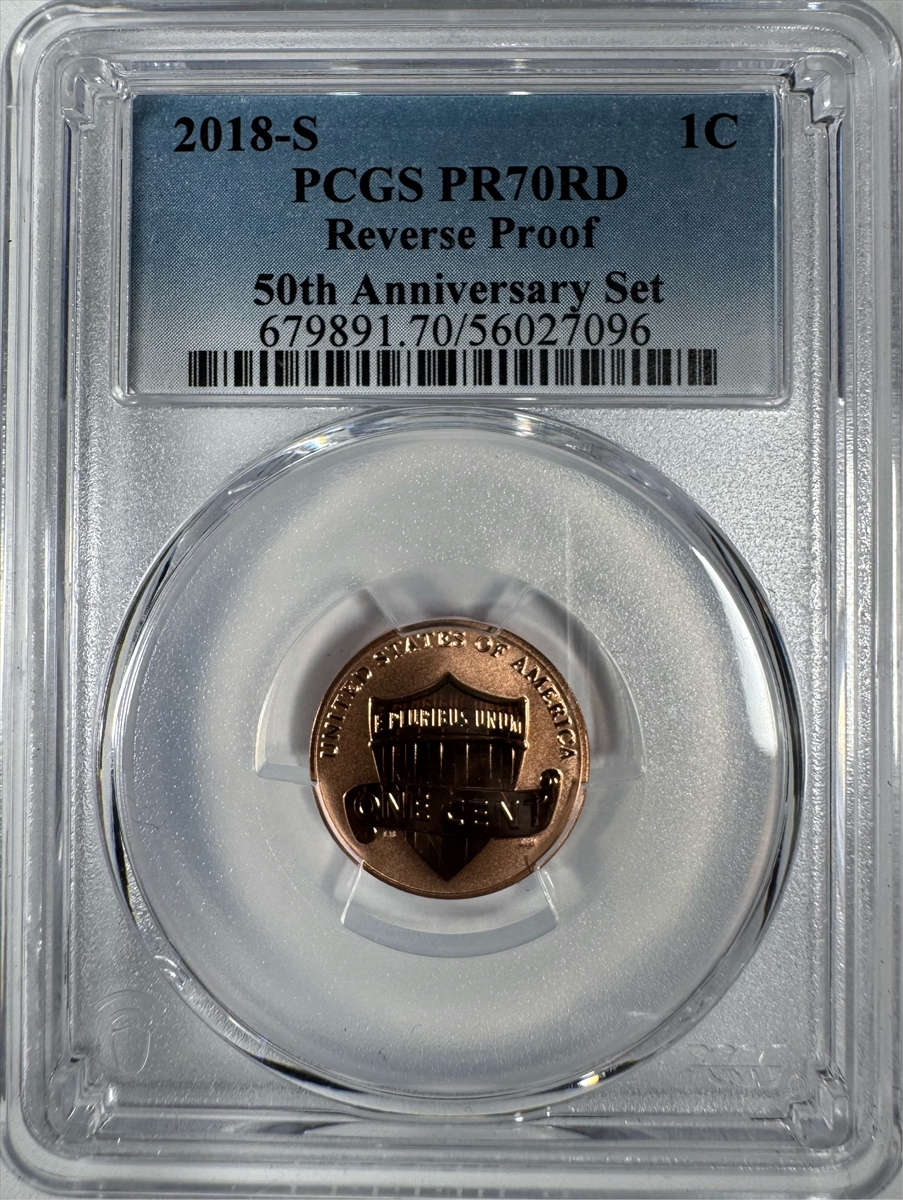 2018-S 1C
PCGS PR70RD
Reverse Proof
50th Anniversary Set
679891.70/56027096
UNITED STATES OF AMERICA
E PLURIBUS UNUM
ONE CENT